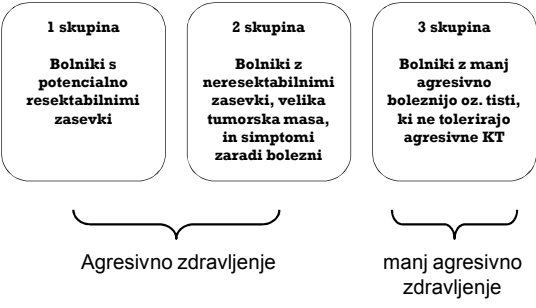 1 skupina
Bolniki s
potencialno
resektabilnimi
zasevki
2 skupina
Bolniki z
neresektabilnimi
zasevki, velika
tumorska masa,
in simptomi
zaradi bolezni
3 skupina
Bolniki z manj
agresivno
boleznijo oz. tisti,
ki ne tolerirajo
agresivne KT
Agresivno zdravljenje
manj agresivno
zdravljenje